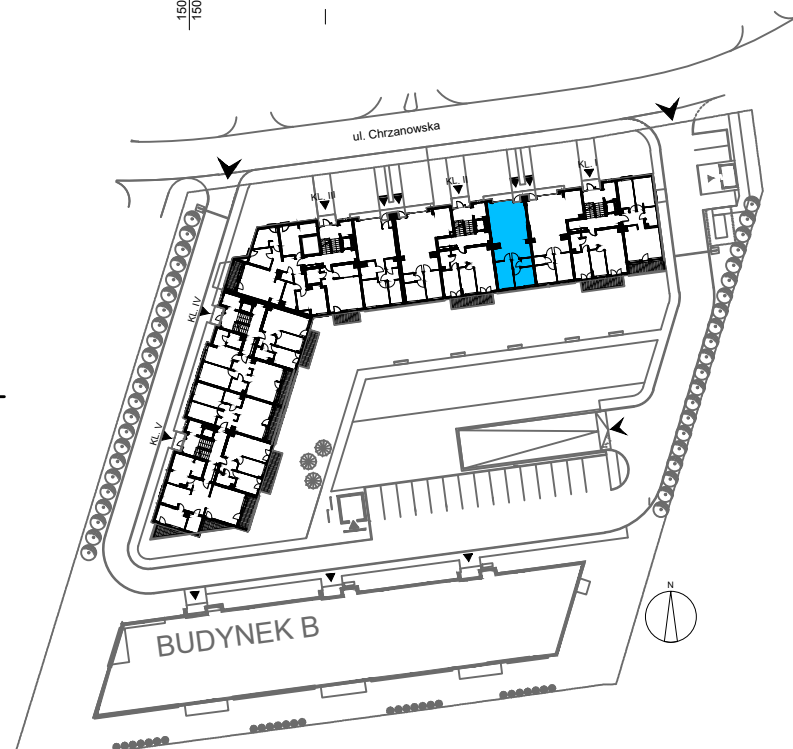 150
150
ul. Chrzanowska
KL. I
KL. II
KL. III
KL. IV
KL. V
N
BUDYNEK B